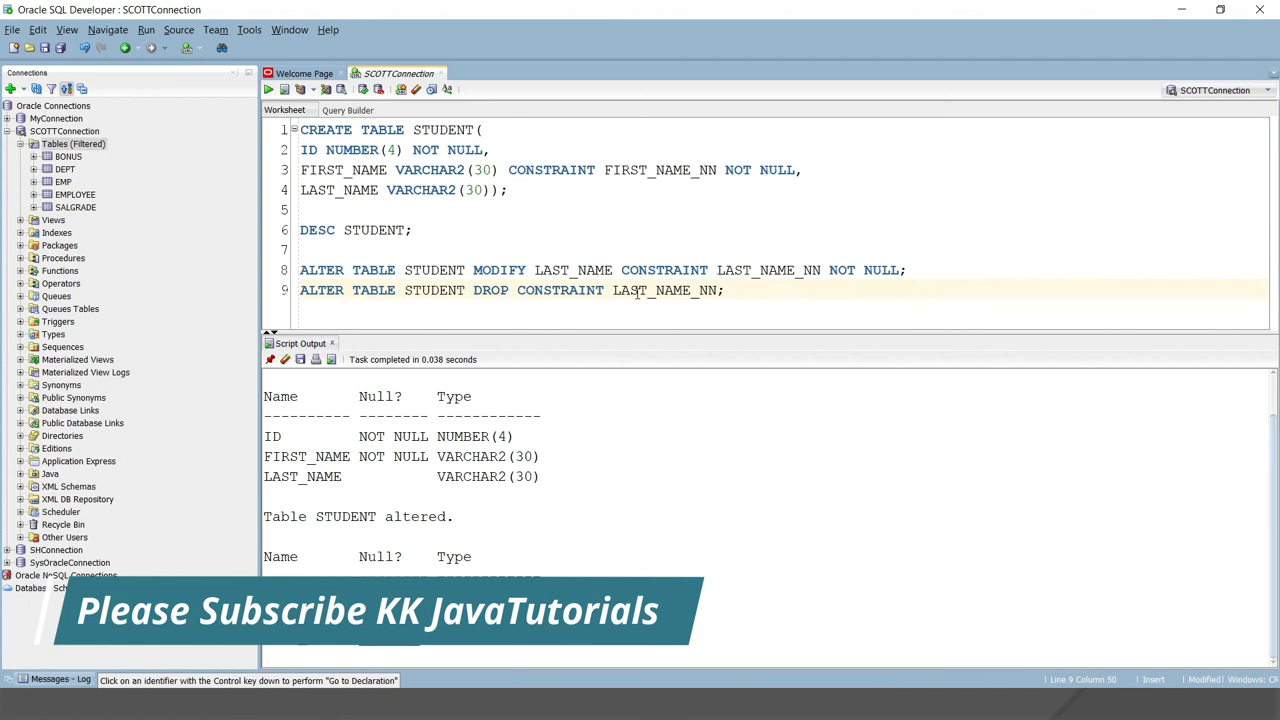 Oracle SQL Developer : SCOTTConnection
File Edit View Navigate Run Source Team Tools Window Help
Connections
Oracle Connections
MyConnection
SCOTTConnection
Tables (Filtered)
BONUS
DEPT
EMP
EMPLOYEE
SALGRADE
Views
Indexes
Packages
Procedures
Functions
Operators
Queues
Queues Tables
Triggers
Types
Sequences
Materialized Views
Materialized View Logs
Synonyms
Public Synonyms
Database Links
Public Database Links
Directories
Editions
Application Express
Java
XML Schemas
XML DB Repository
Scheduler
Recycle Bin
Other Users
SHConnection
SysOracleConnection
Oracle NoSQL Connections
Welcome Page SCOTTConnection
SCOTTConnection
Worksheet Query Builder
1 CREATE TABLE STUDENT(
2 ID NUMBER(4) NOT NULL,
3 FIRST_NAME VARCHAR2(30) CONSTRAINT FIRST_NAME_NN NOT NULL,
4 LAST_NAME VARCHAR2(30));
5
6 DESC STUDENT;
7
8 ALTER TABLE STUDENT MODIFY LAST_NAME CONSTRAINT LAST_NAME_NN NOT NULL;
9 ALTER TABLE STUDENT DROP CONSTRAINT LAST_NAME_NN;
Script Output
Task completed in 0.038 seconds
Name Null? Type
---------- -------- ------------
ID NOT NULL NUMBER(4)
FIRST_NAME NOT NULL VARCHAR2(30)
LAST_NAME VARCHAR2(30)
Table STUDENT altered.
Name Null? Type
Please Subscribe KK JavaTutorials
Messages - Log
Click on an identifier with the Control key down to perform "Go to Declaration"
Line 9 Column 50 Insert Modified Windows: CR